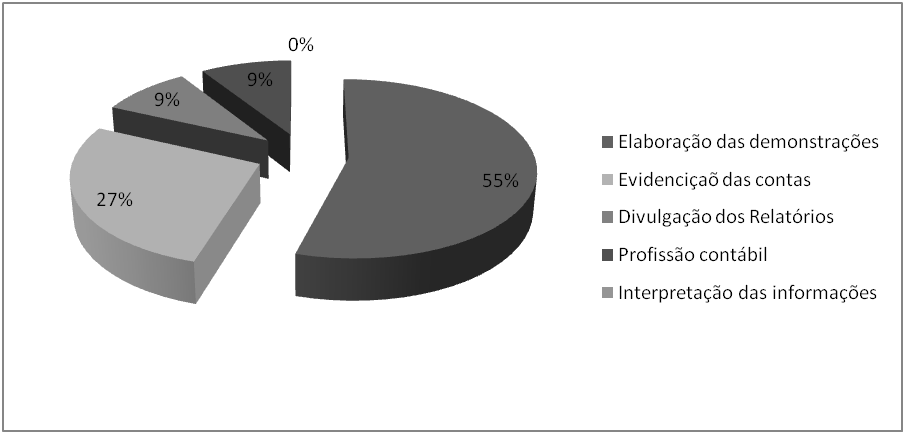 0%
9%
9%
55%
27%
Elaboração das demonstrações
Evidenciçaõ das contas
Divulgação dos Relatórios
Profissão contábil
Interpretação das informações